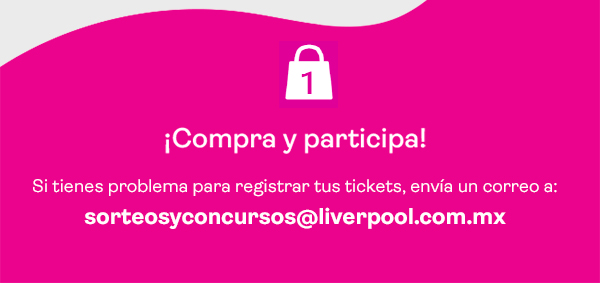 1
¡Compra y participa!
Si tienes problema para registrar tus tickets, envía un correo a:
sorteosyconcursos@liverpool.com.mx